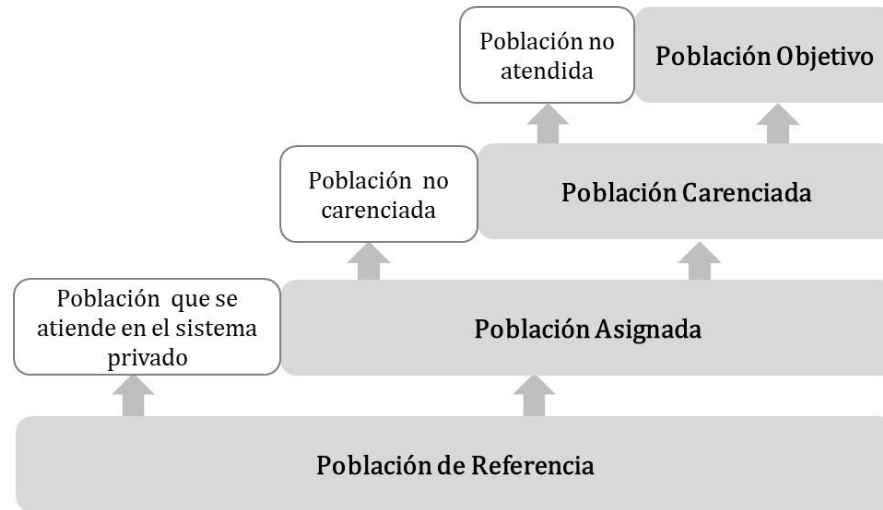 Población no
atendida
Población Objetivo
Población no
carenciada
Población Carenciada
Población que se
atiende en el sistema
privado
Población Asignada
Población de Referencia